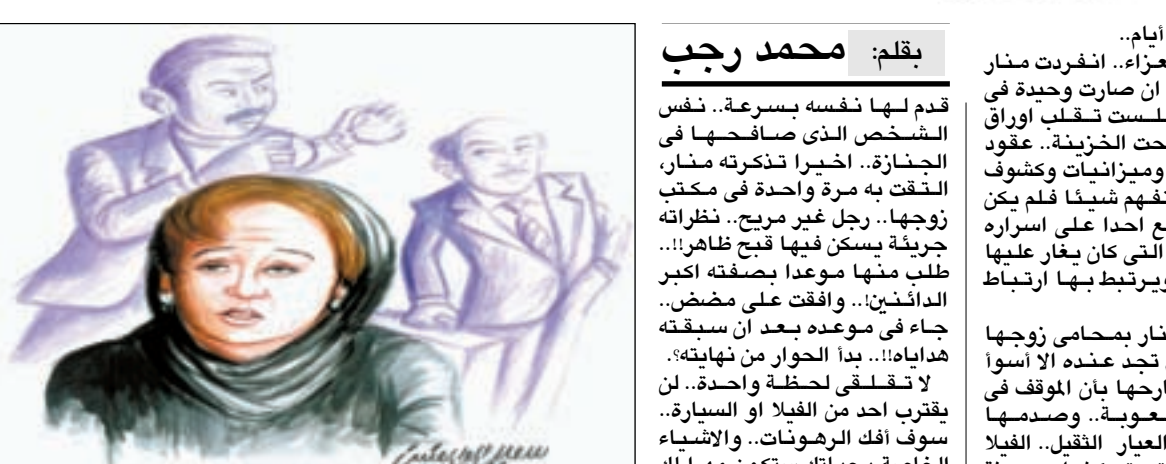 أيام..
عزاء.. انفردت منار
ان صارت وحيدة فى
لست تقلب اوراق
حت الخزينة.. عقود
وميزانيات وكشوف
نفهم شيئا فلم يكن
ع احدا على اسراره
التى كان يغار عليها
ويرتبط بها ارتباط
نار بمحامى زوجها
تجد عنده الا أسوأ
ارحها بأن الموقف فى
عوبة.. وصدمها
العيار الثقيل.. الفيلا
بقلم: محمد رجب
قدم لها نفسه بسرعة.. نفس
الشخص الذى صافحها فى
الجنازة.. اخيرا تذكرته منار،
التقت به مرة واحدة فى مكتب
زوجها.. رجل غير مريح.. نظراته
جريئة يسكن فيها قبح ظاهر!!..
طلب منها موعدا بصفته اكبر
الدائنين!.. وافقت على مضض..
جاء فى موعده بعد ان سبقته
هداياه!!.. بدأ الحوار من نهايته؟.
لا تقلقى لحظة واحدة.. لن
يقترب احد من الفيلا او السيارة..
سوف أفك الرهونات.. والاشياء